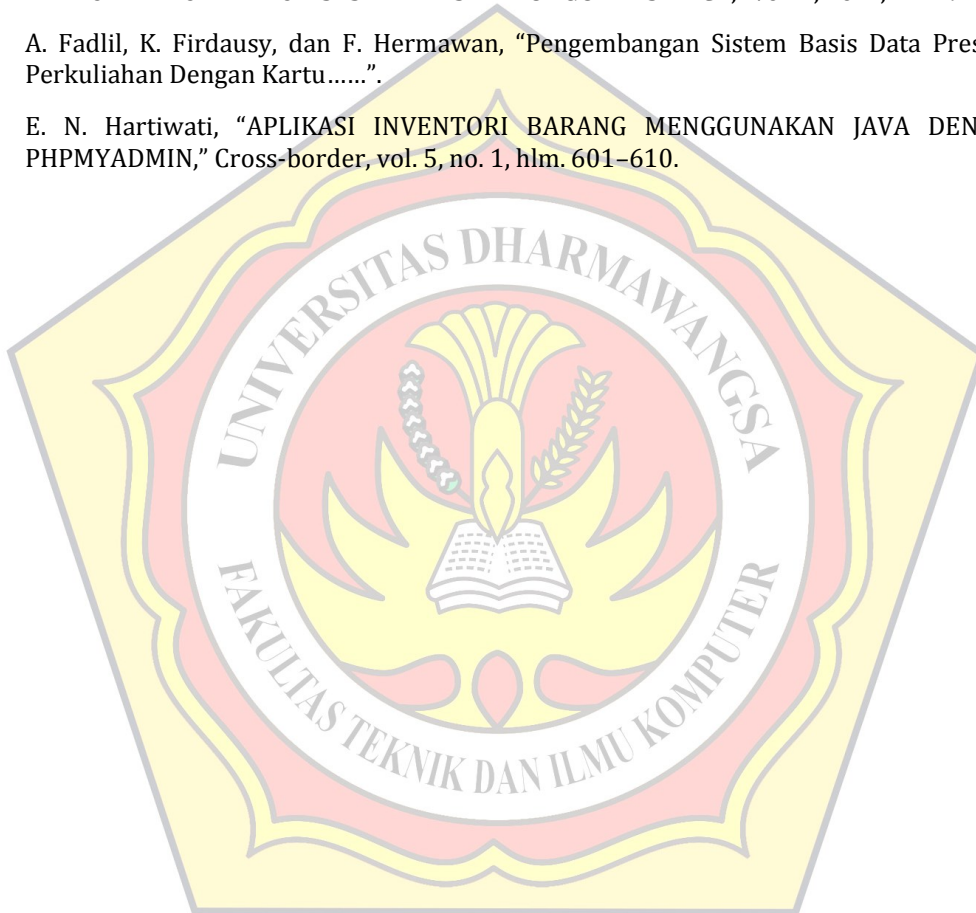 A. Fadlil, K. Firdausy, dan F. Hermawan, “Pengembangan Sistem Basis Data Pres
Perkuliahan Dengan Kartu……”.
E. N. Hartiwati, “APLIKASI INVENTORI BARANG MENGGUNAKAN JAVA DEN
PHPMYADMIN,” Cross-border, vol. 5, no. 1, hlm. 601–610.
UNIVERSITAS DHARMAWANGSA
FAKULTAS TEKNIK DAN ILMU KOMPUTER